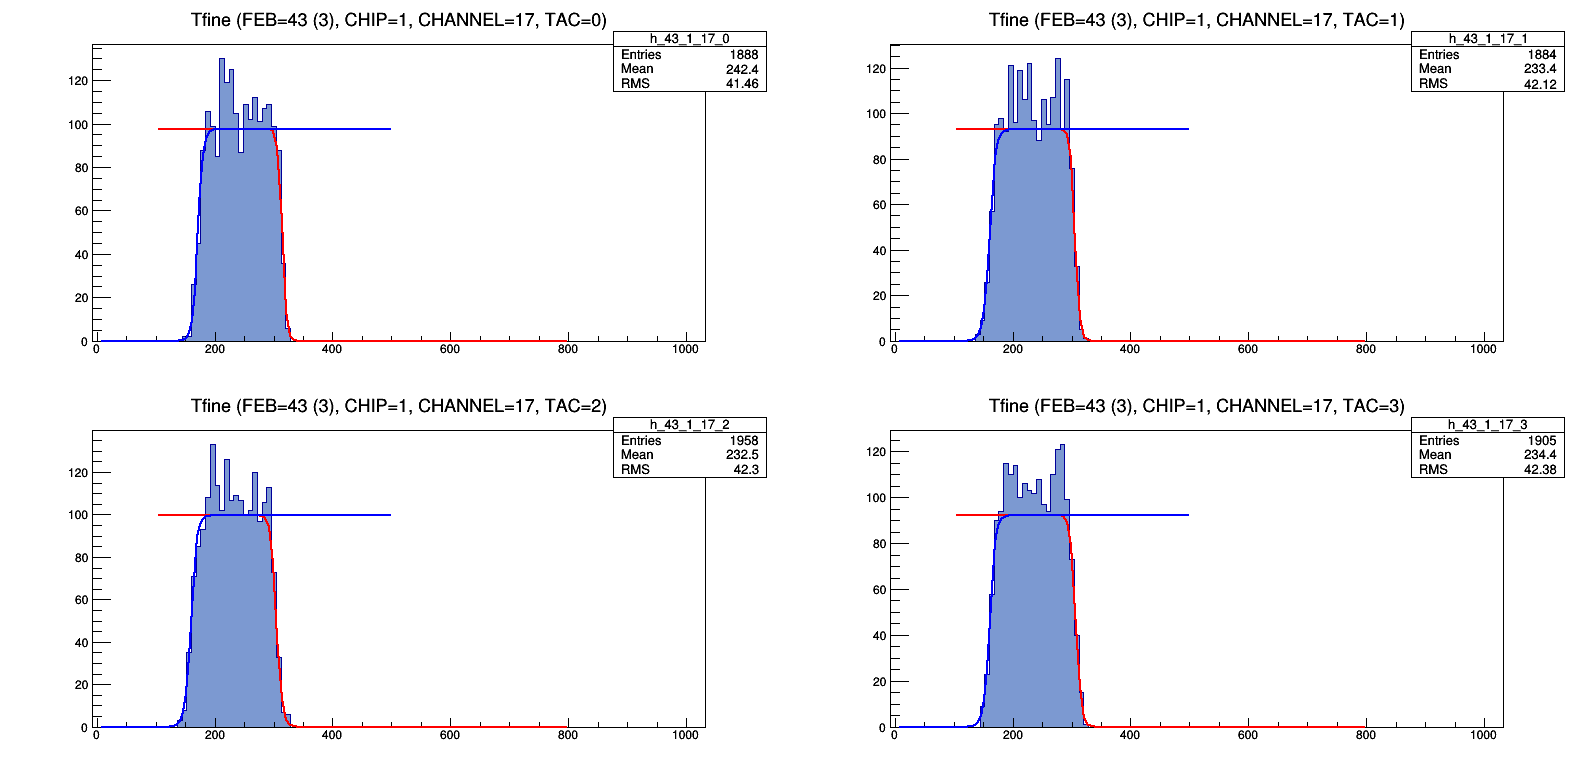 Tfine (FEB=43 (3), CHIP=1, CHANNEL=17, TAC=0)
h_43_1_17_0
Entries 1888
Mean 242.4
RMS 41.46
120
100
80
60
40
20
0
0 200 400 600 800 1000
Tfine (FEB=43 (3), CHIP=1, CHANNEL=17, TAC=1)
h_43_1_17_1
Entries 1884
Mean 233.4
RMS 42.12
120
100
80
60
40
20
0
0 200 400 600 800 1000
Tfine (FEB=43 (3), CHIP=1, CHANNEL=17, TAC=2)
h_43_1_17_2
Entries 1958
Mean 232.5
RMS 42.3
120
100
80
60
40
20
0
0 200 400 600 800 1000
Tfine (FEB=43 (3), CHIP=1, CHANNEL=17, TAC=3)
h_43_1_17_3
Entries 1905
Mean 234.4
RMS 42.38
120
100
80
60
40
20
0
0 200 400 600 800 1000